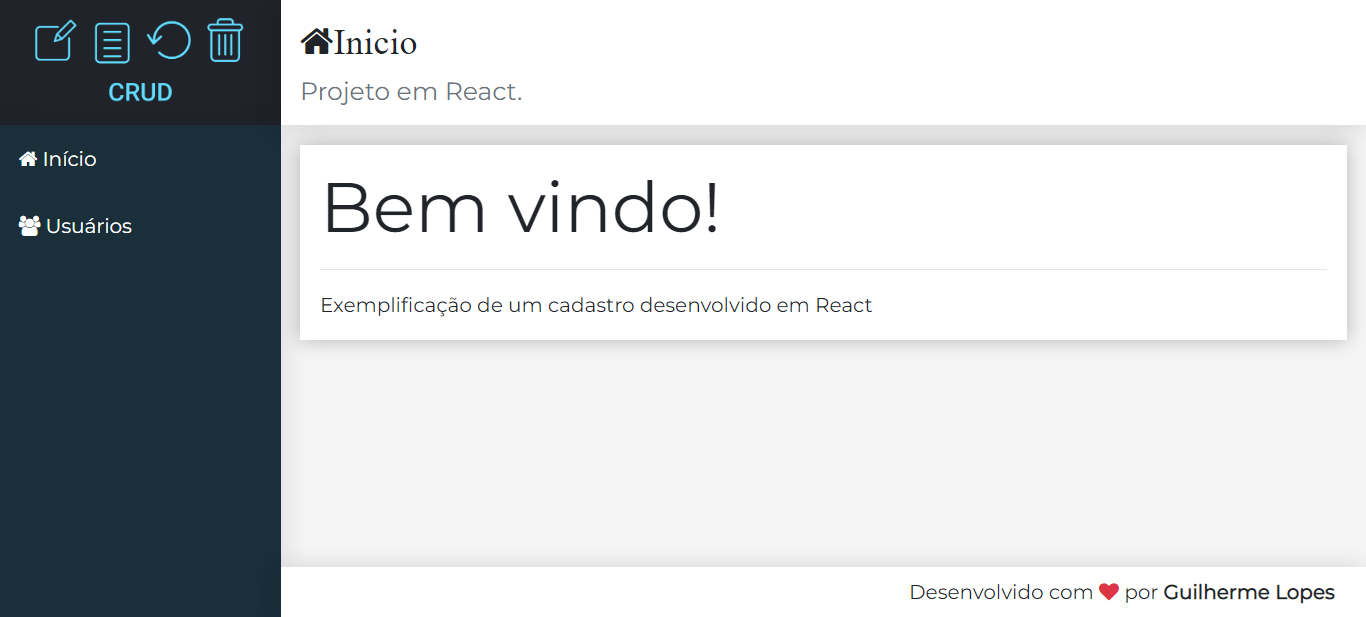 CRUD
Início
Usuários
Inicio
Projeto em React.
Bem vindo!
Exemplificação de um cadastro desenvolvido em React
Desenvolvido com ❤ por Guilherme Lopes